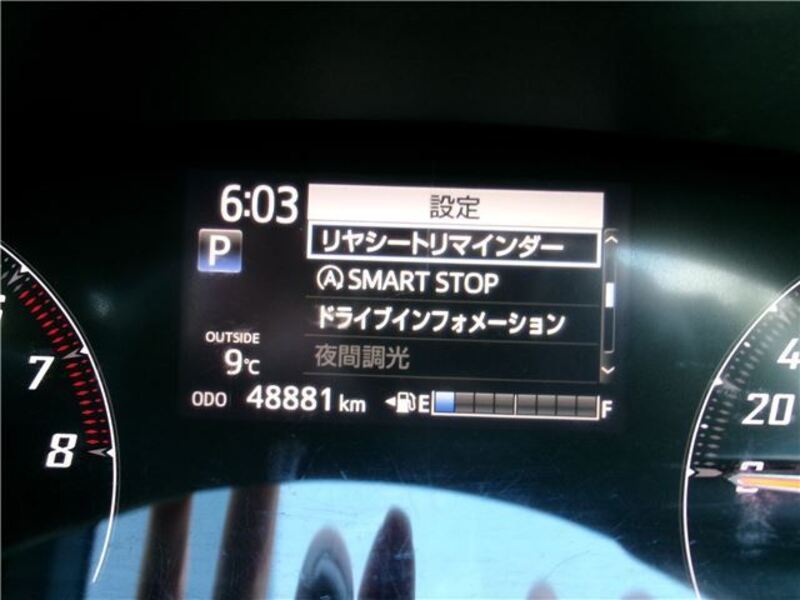 6:03
設定
P
リヤシートリマインダー
Ⓐ SMART STOP
ドライブインフォメーション
OUTSIDE
9℃
夜間調光
ODO 48881 km
E F
7
8
4
20